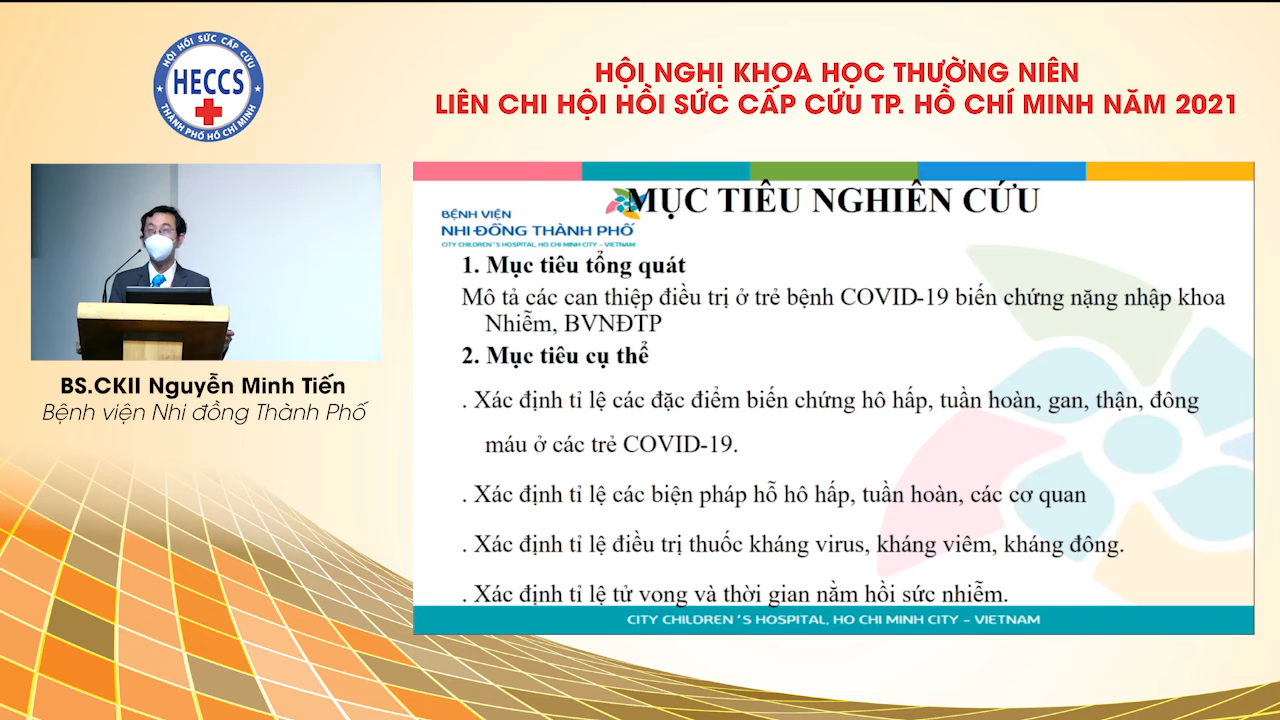 HỘI HỒI SỨC CẤP CỨU
HECCS
THÀNH PHỐ HỒ CHÍ MINH
HỘI NGHỊ KHOA HỌC THƯỜNG NIÊN
LIÊN CHI HỘI HỒI SỨC CẤP CỨU TP. HỒ CHÍ MINH NĂM 2021
BS.CKII Nguyễn Minh Tiến
Bệnh viện Nhi đồng Thành Phố
MỤC TIÊU NGHIÊN CỨU
BỆNH VIỆN
NHI ĐỒNG THÀNH PHỐ
CITY CHILDREN'S HOSPITAL, HO CHI MINH CITY - VIETNAM
1. Mục tiêu tổng quát
Mô tả các can thiệp điều trị ở trẻ bệnh COVID-19 biến chứng nặng nhập khoa
Nhiễm, BVNĐTP
2. Mục tiêu cụ thể
. Xác định tỉ lệ các đặc điểm biến chứng hô hấp, tuần hoàn, gan, thận, đông
máu ở các trẻ COVID-19.
. Xác định tỉ lệ các biện pháp hỗ hô hấp, tuần hoàn, các cơ quan
. Xác định tỉ lệ điều trị thuốc kháng virus, kháng viêm, kháng đông.
. Xác định tỉ lệ tử vong và thời gian nằm hồi sức nhiễm.
CITY CHILDREN'S HOSPITAL, HO CHI MINH CITY - VIETNAM